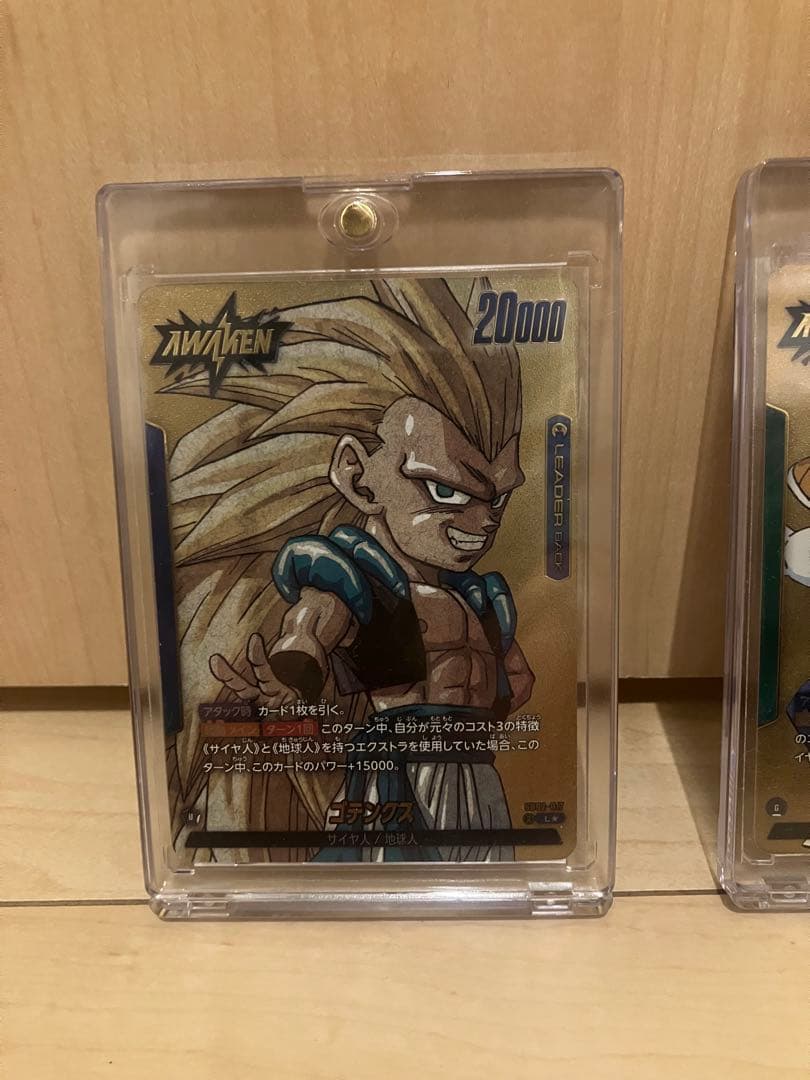 AWAKEN
20000
LEADER BACK
アタック時 カード1枚を引く。
メイン ターン1回 このターン中、自分が元々のコスト3の特徴
《サイヤ人》と《地球人》を持つエクストラを使用していた場合、この
ターン中、このカードのパワー+15000。
U
ゴテンクス
サイヤ人 / 地球人
L★
G